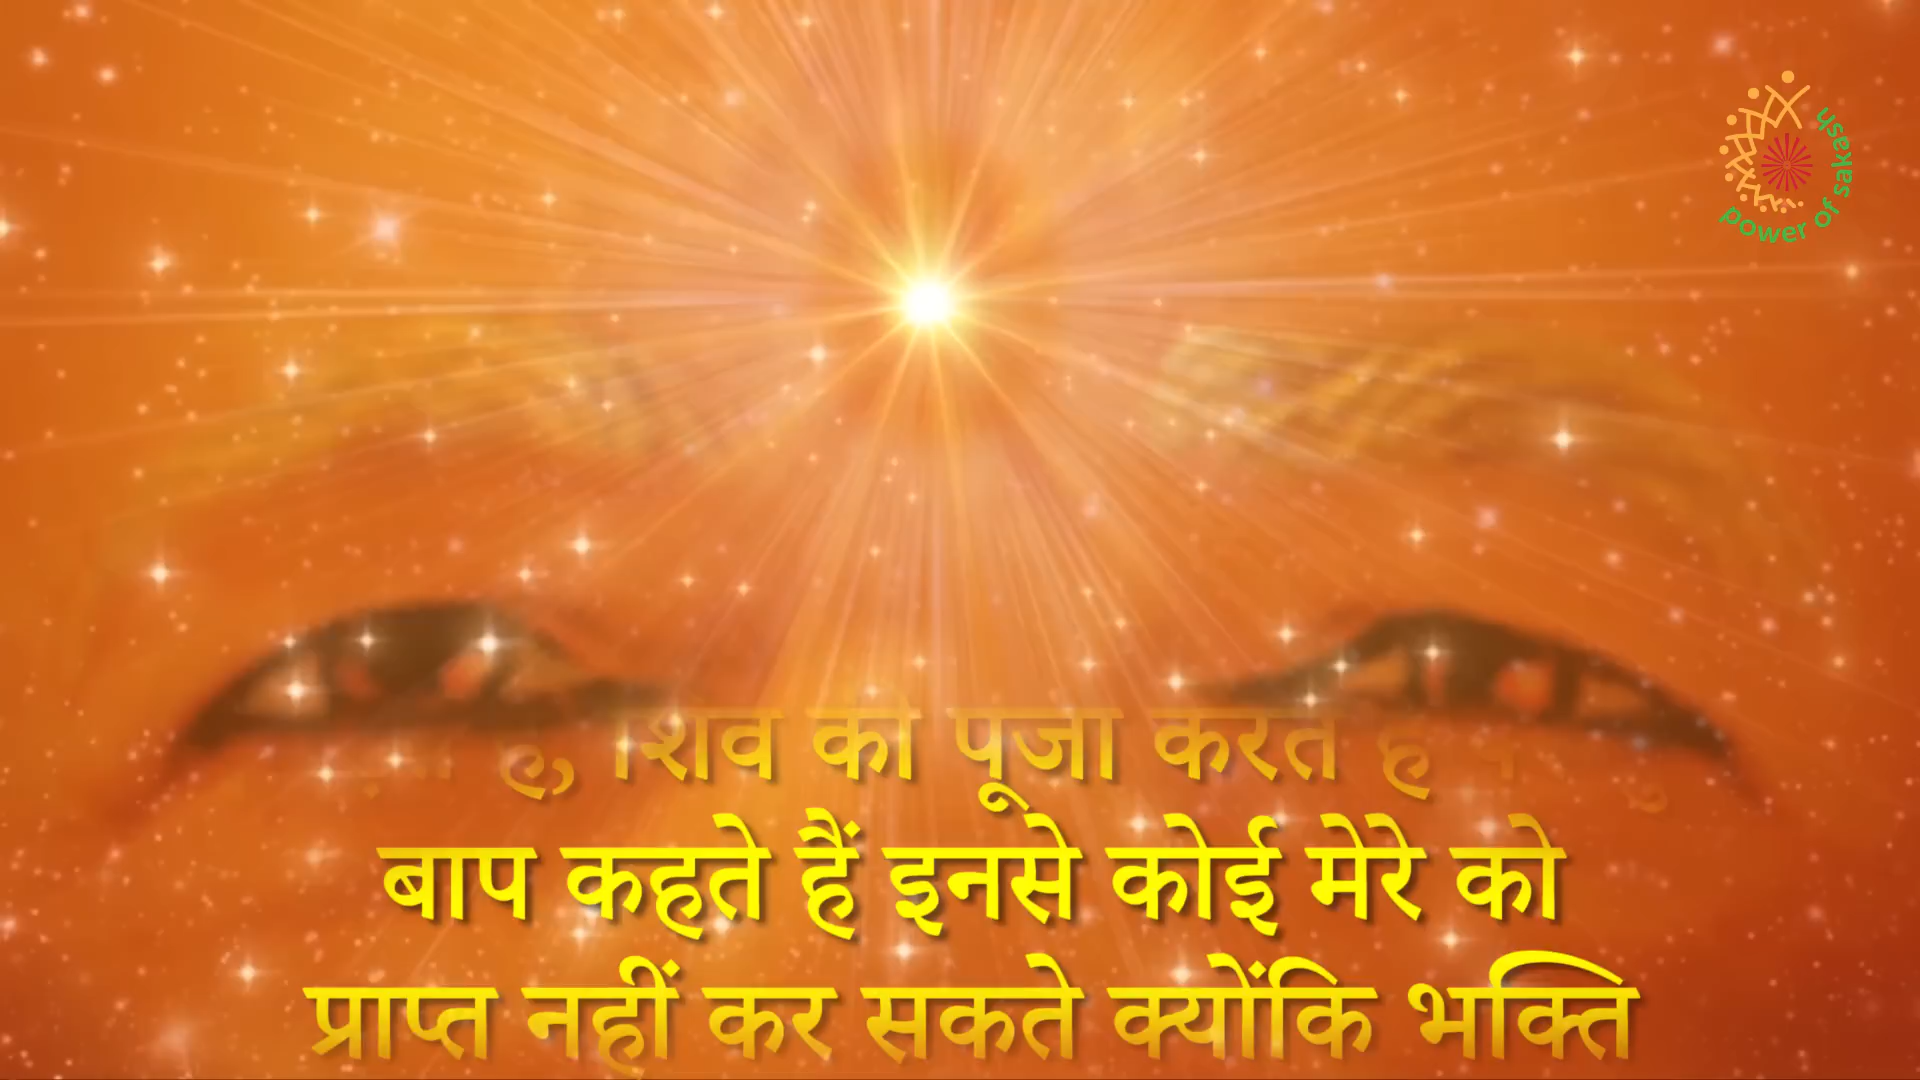 power of sakash
है, शिव की पूजा करते हैं
बाप कहते हैं इनसे कोई मेरे को
प्राप्त नहीं कर सकते क्योंकि भक्ति